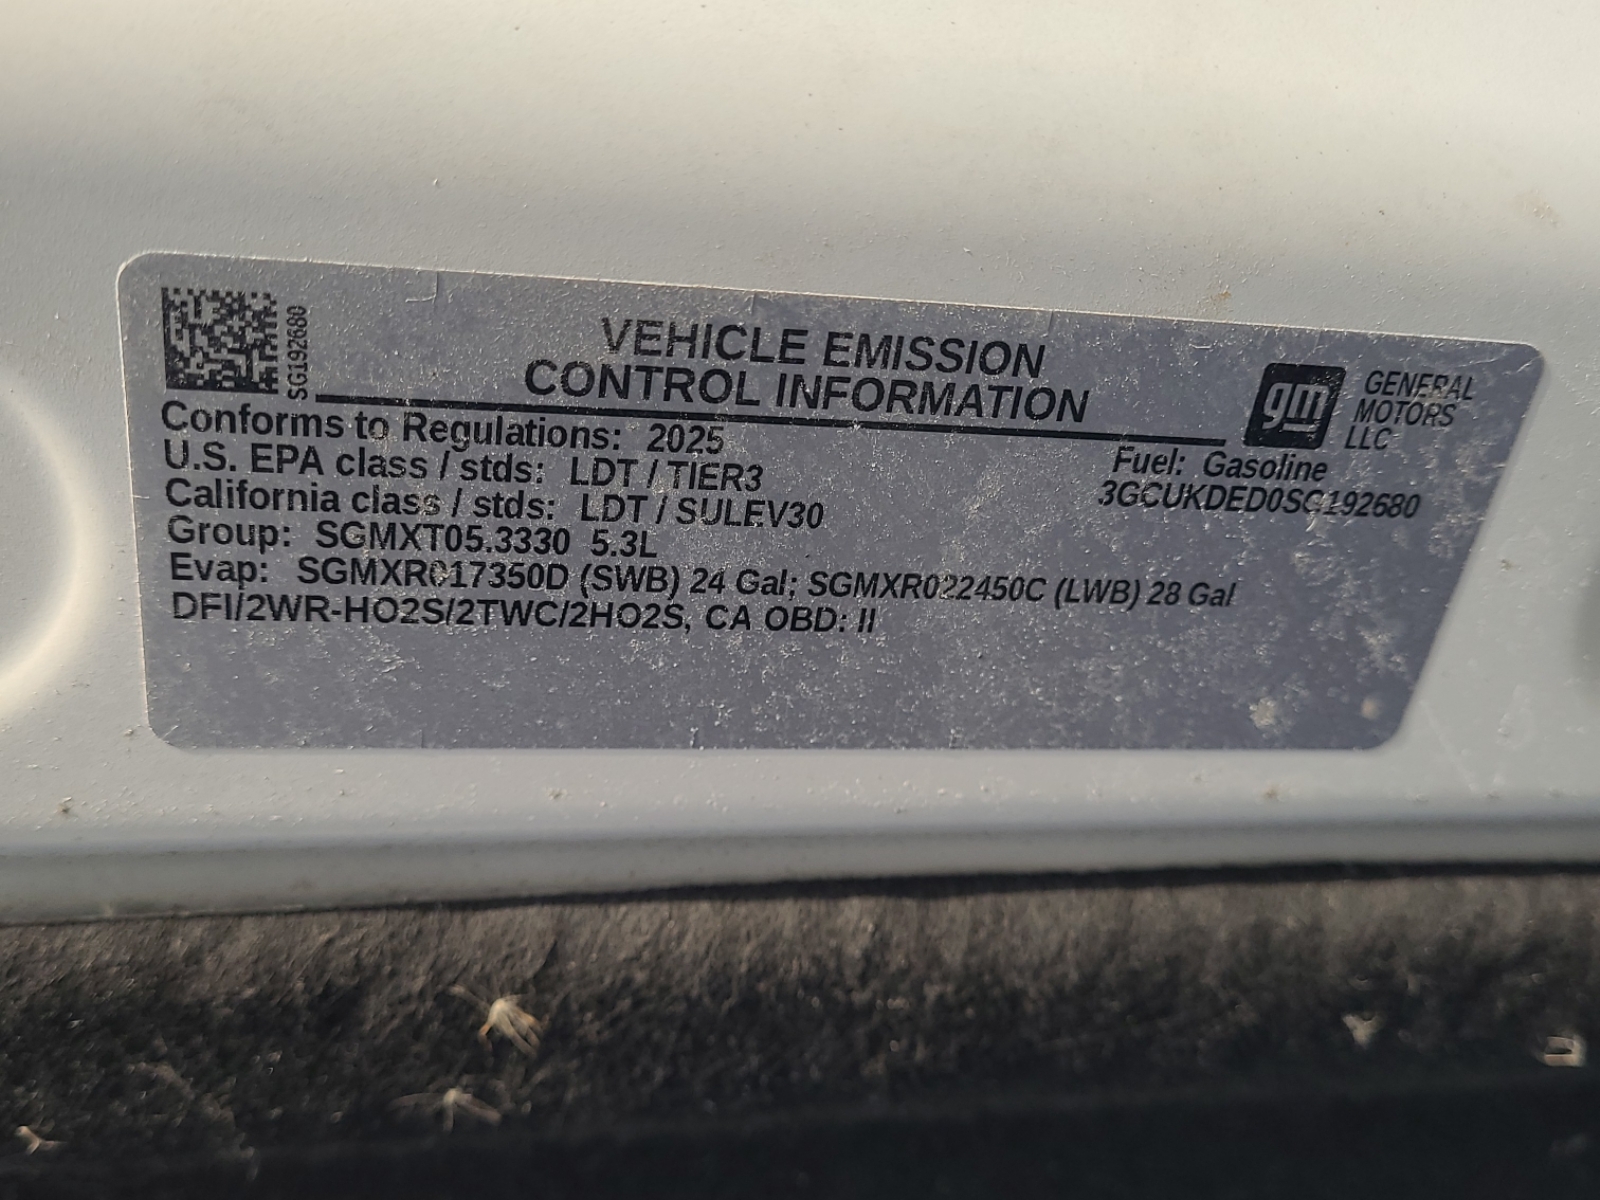 SG192680
VEHICLE EMISSION
CONTROL INFORMATION
gm
GENERAL
MOTORS
LLC
Conforms to Regulations: 2025
U.S. EPA class / stds: LDT / TIER3
California class / stds: LDT / SULEV30
Group: SGMXT05.3330 5.3L
Evap: SGMXR017350D (SWB) 24 Gal; SGMXR022450C (LWB) 28 Gal
DFI/2WR-HO2S/2TWC/2HO2S, CA OBD: II
Fuel: Gasoline
3GCUKDED0SG192680